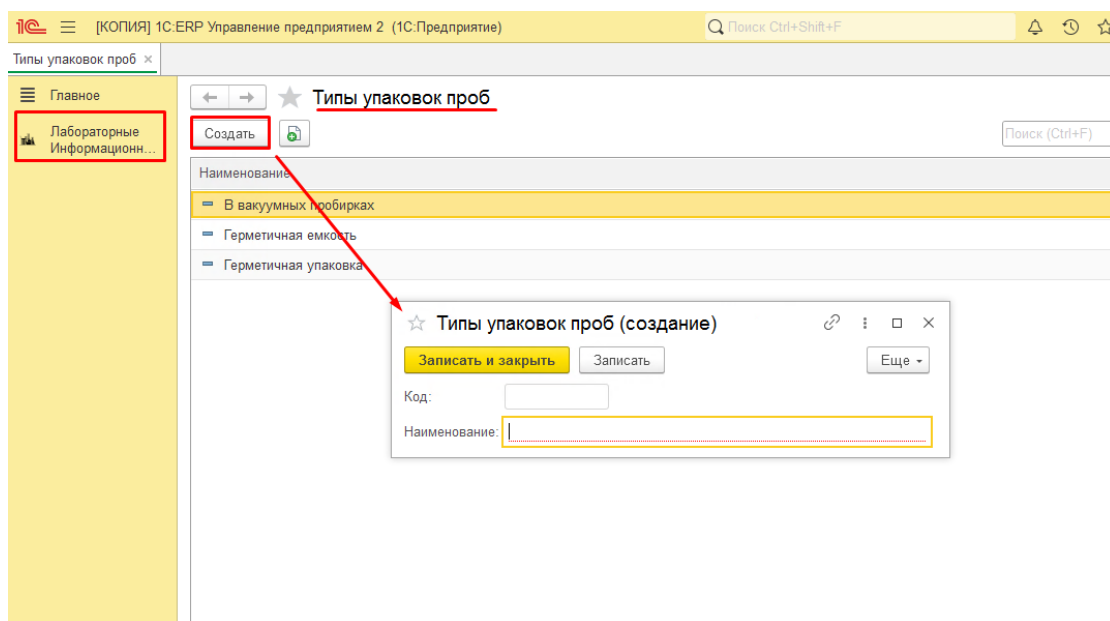 1С [КОПИЯ] 1С:ERP Управление предприятием 2 (1С:Предприятие) Поиск Ctrl+Shift+F
Типы упаковок проб ×
Главное
Лабораторные
Информационн...
Типы упаковок проб
Создать
Поиск (Ctrl+F)
Наименование
В вакуумных пробирках
Герметичная емкость
Герметичная упаковка
Типы упаковок проб (создание)
Записать и закрыть Записать Еще
Код:
Наименование: